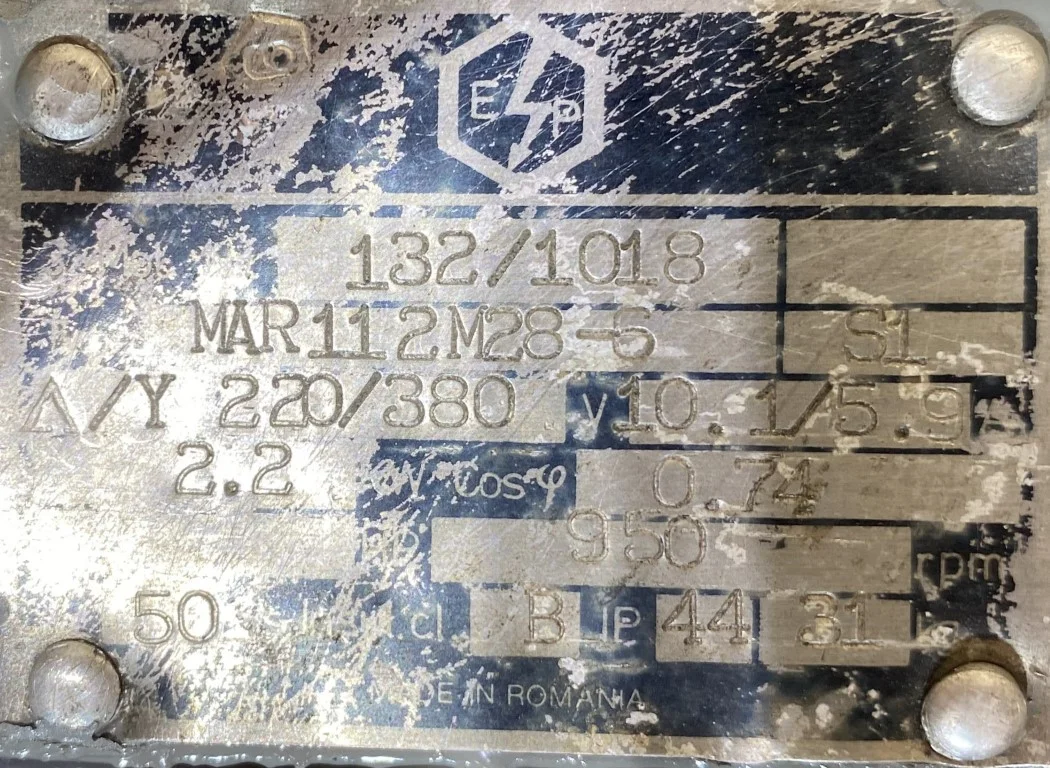 E P
132/1018
MAR112M28-6 S1
Δ/Y 220/380 V 10.1/5.9 A
2.2 cos φ 0.74
950 rpm
50 cl. B IP 44 31
MADE IN ROMANIA